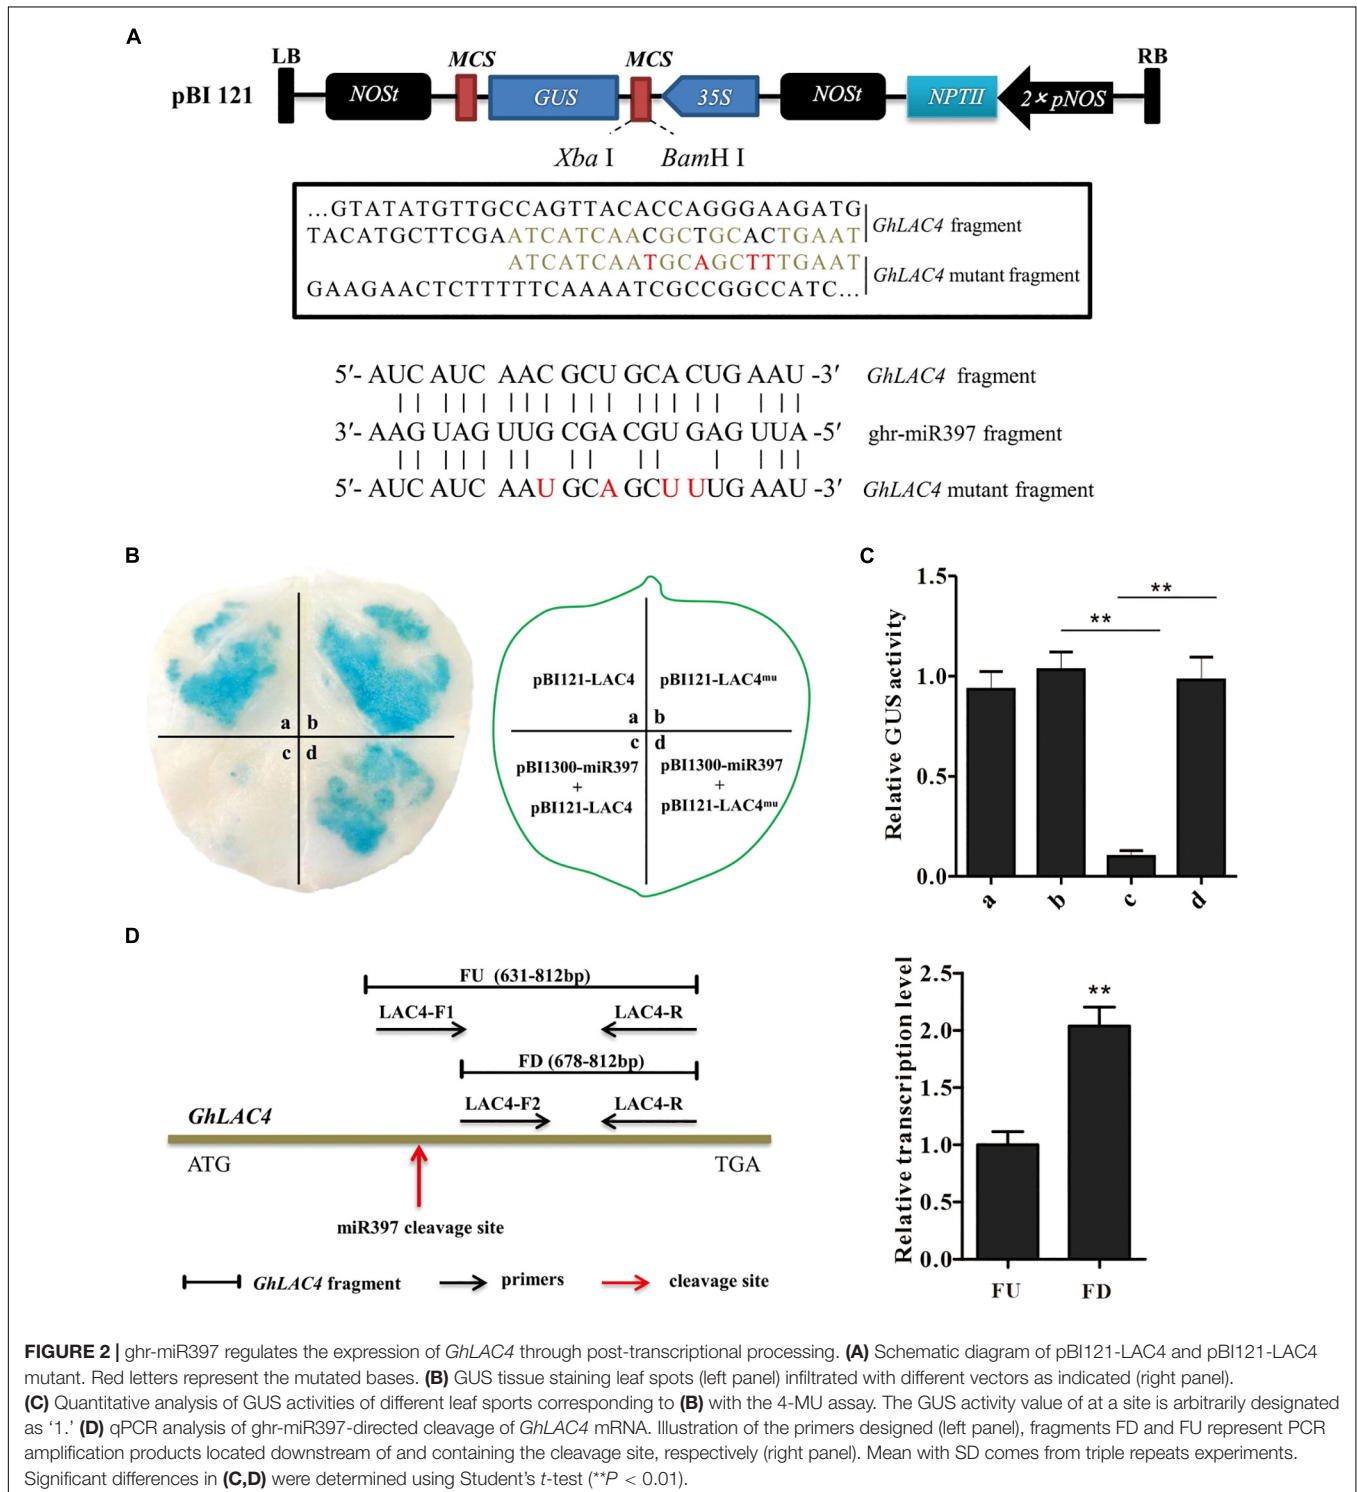 A
LB
MCS
MCS
RB
pBI 121
NOSt
GUS
35S
NOSt
NPTII
2× pNOS
Xba I
BamH I
...GTATATGTTGCCAGTTACACCAGGGAAGATG
TACATGCTTCGAATCATCAACGCTGCACTGAAT
GhLAC4 fragment
ATCATCAATGCAGCTTTGAAT
GAAGAACTCTTTTTCAAAATCGCCGGCCATC...
GhLAC4 mutant fragment
5′- AUC AUC AAC GCU GCA CUG AAU -3′ GhLAC4 fragment
3′- AAG UAG UUG CGA CGU GAG UUA -5′ ghr-miR397 fragment
5′- AUC AUC AAU GCA GCU UUG AAU -3′ GhLAC4 mutant fragment
B
a b
c d
pBI121-LAC4
pBI121-LAC4mu
a b
c d
pBI1300-miR397
+
pBI121-LAC4
pBI1300-miR397
+
pBI121-LAC4mu
C
Relative GUS activity
1.5
1.0
0.5
0.0
**
**
a b c d
D
FU (631-812bp)
LAC4-F1
LAC4-R
FD (678-812bp)
LAC4-F2
LAC4-R
GhLAC4
ATG
TGA
miR397 cleavage site
GhLAC4 fragment
primers
cleavage site
Relative transcription level
2.5
2.0
1.5
1.0
0.5
0.0
**
FU FD
FIGURE 2 | ghr-miR397 regulates the expression of GhLAC4 through post-transcriptional processing. (A) Schematic diagram of pBI121-LAC4 and pBI121-LAC4
mutant. Red letters represent the mutated bases. (B) GUS tissue staining leaf spots (left panel) infiltrated with different vectors as indicated (right panel).
(C) Quantitative analysis of GUS activities of different leaf sports corresponding to (B) with the 4-MU assay. The GUS activity value of at a site is arbitrarily designated
as ‘1.’ (D) qPCR analysis of ghr-miR397-directed cleavage of GhLAC4 mRNA. Illustration of the primers designed (left panel), fragments FD and FU represent PCR
amplification products located downstream of and containing the cleavage site, respectively (right panel). Mean with SD comes from triple repeats experiments.
Significant differences in (C,D) were determined using Student’s t-test (**P < 0.01).